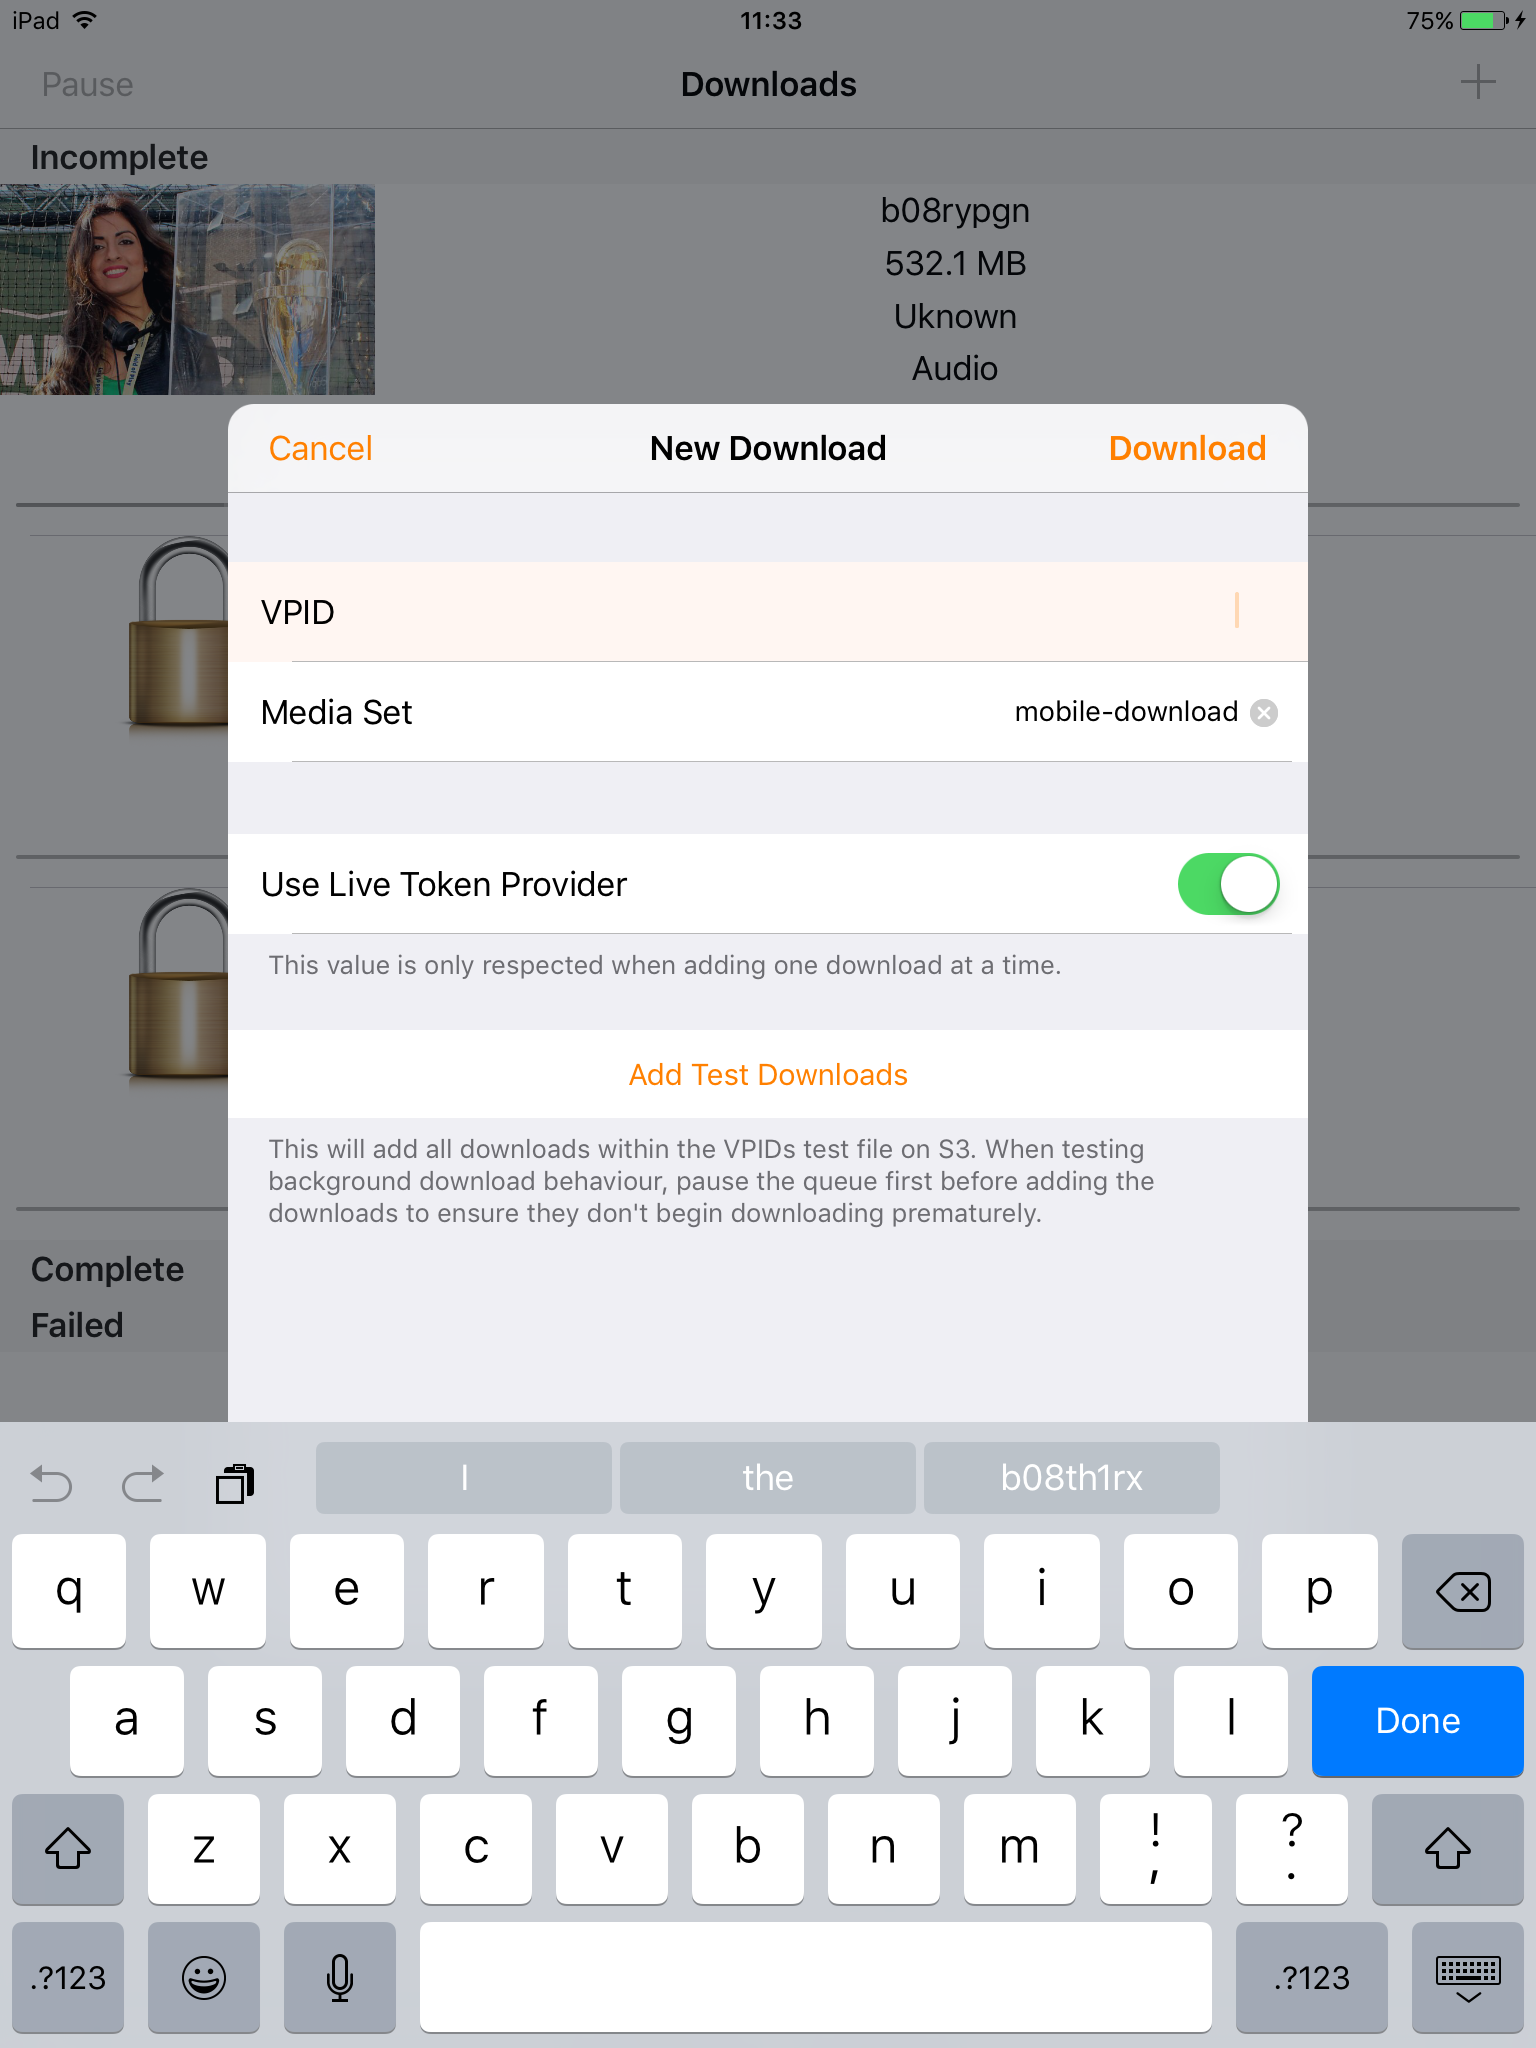 iPad 11:33 75%
Pause Downloads
Incomplete
b08rypgn
532.1 MB
Uknown
Audio
Cancel New Download Download
VPID
Media Set mobile-download
Use Live Token Provider
This value is only respected when adding one download at a time.
Add Test Downloads
This will add all downloads within the VPIDs test file on S3. When testing
background download behaviour, pause the queue first before adding the
downloads to ensure they don't begin downloading prematurely.
Complete
Failed
I the b08th1rx
q w e r t y u i o p
a s d f g h j k l Done
z x c v b n m ! , ? .
.?123 .?123